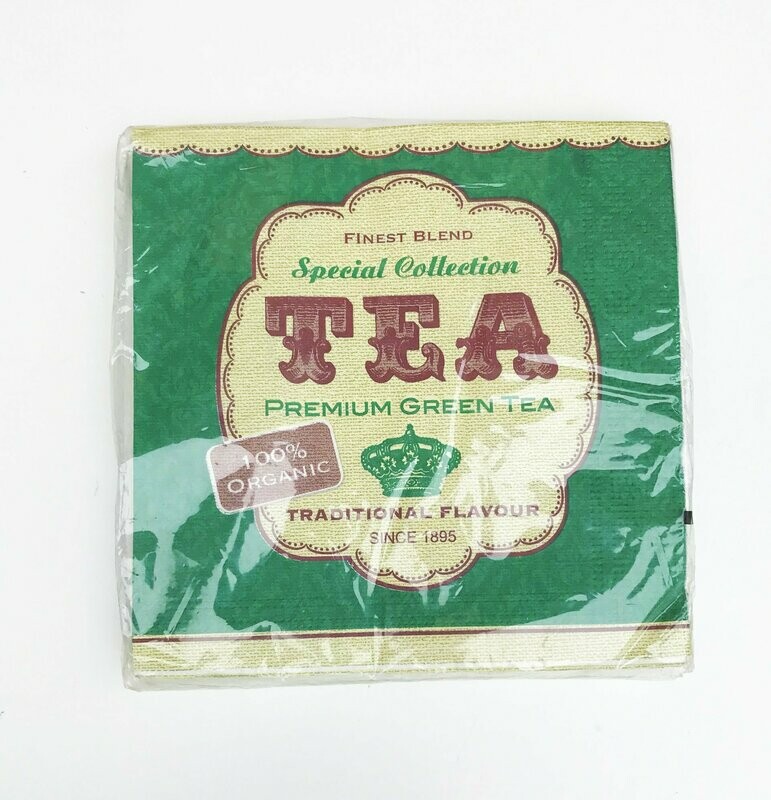 FINEST BLEND
Special Collection
TEA
PREMIUM GREEN TEA
100%
ORGANIC
TRADITIONAL FLAVOUR
SINCE 1895